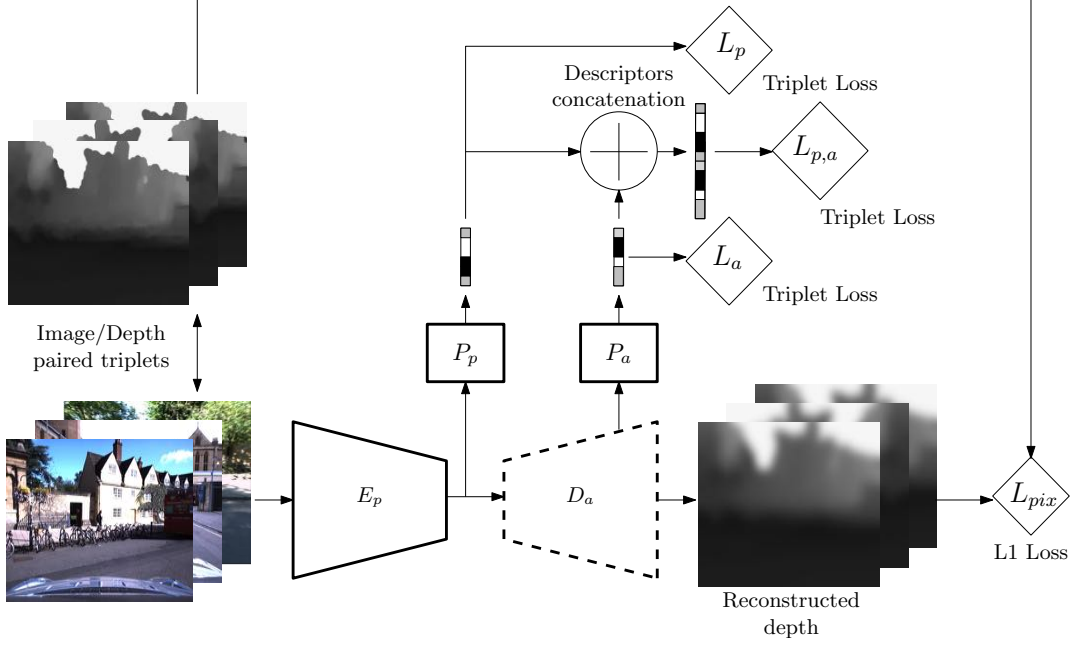 L_p
Triplet Loss
Descriptors
concatenation
L_{p,a}
Triplet Loss
L_a
Triplet Loss
Image/Depth
paired triplets
P_p
P_a
E_p
D_a
L_{pix}
L1 Loss
Reconstructed
depth